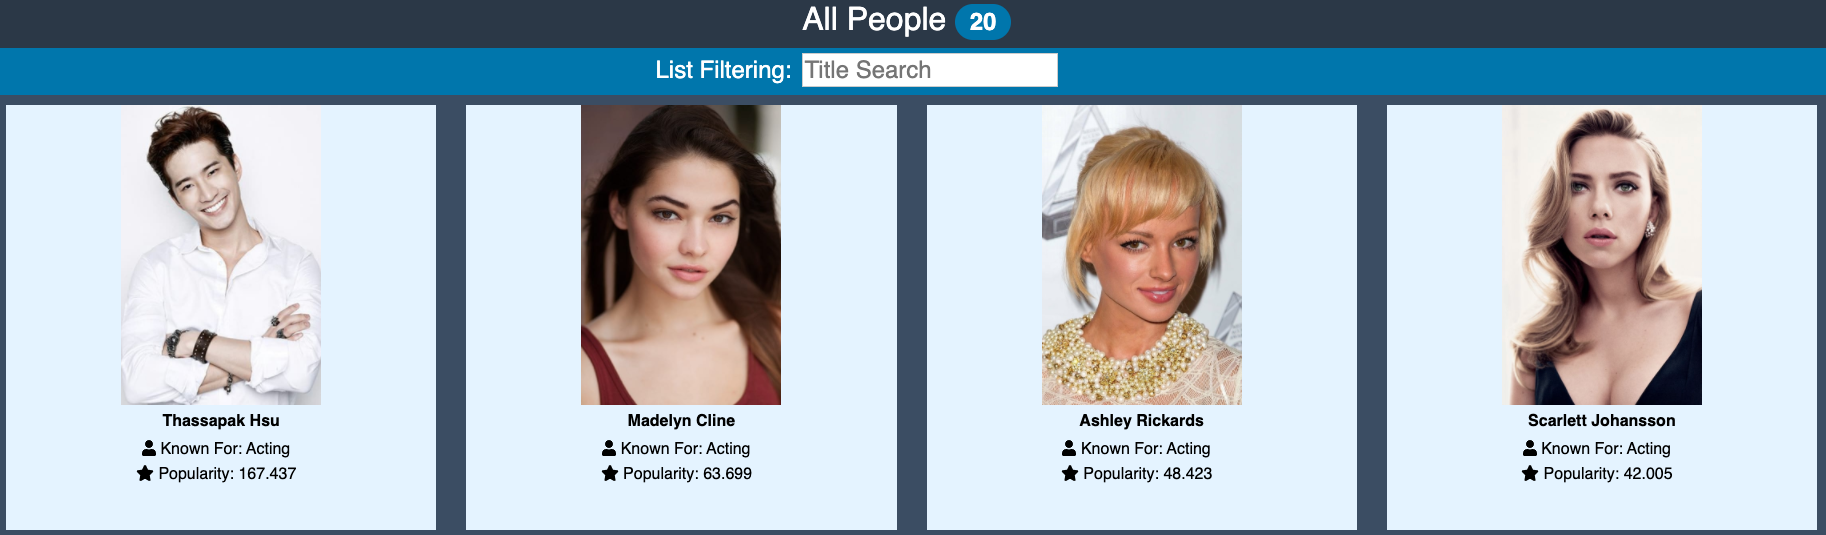 All People 20
List Filtering: Title Search
Thassapak Hsu
Known For: Acting
Popularity: 167.437
Madelyn Cline
Known For: Acting
Popularity: 63.699
Ashley Rickards
Known For: Acting
Popularity: 48.423
Scarlett Johansson
Known For: Acting
Popularity: 42.005